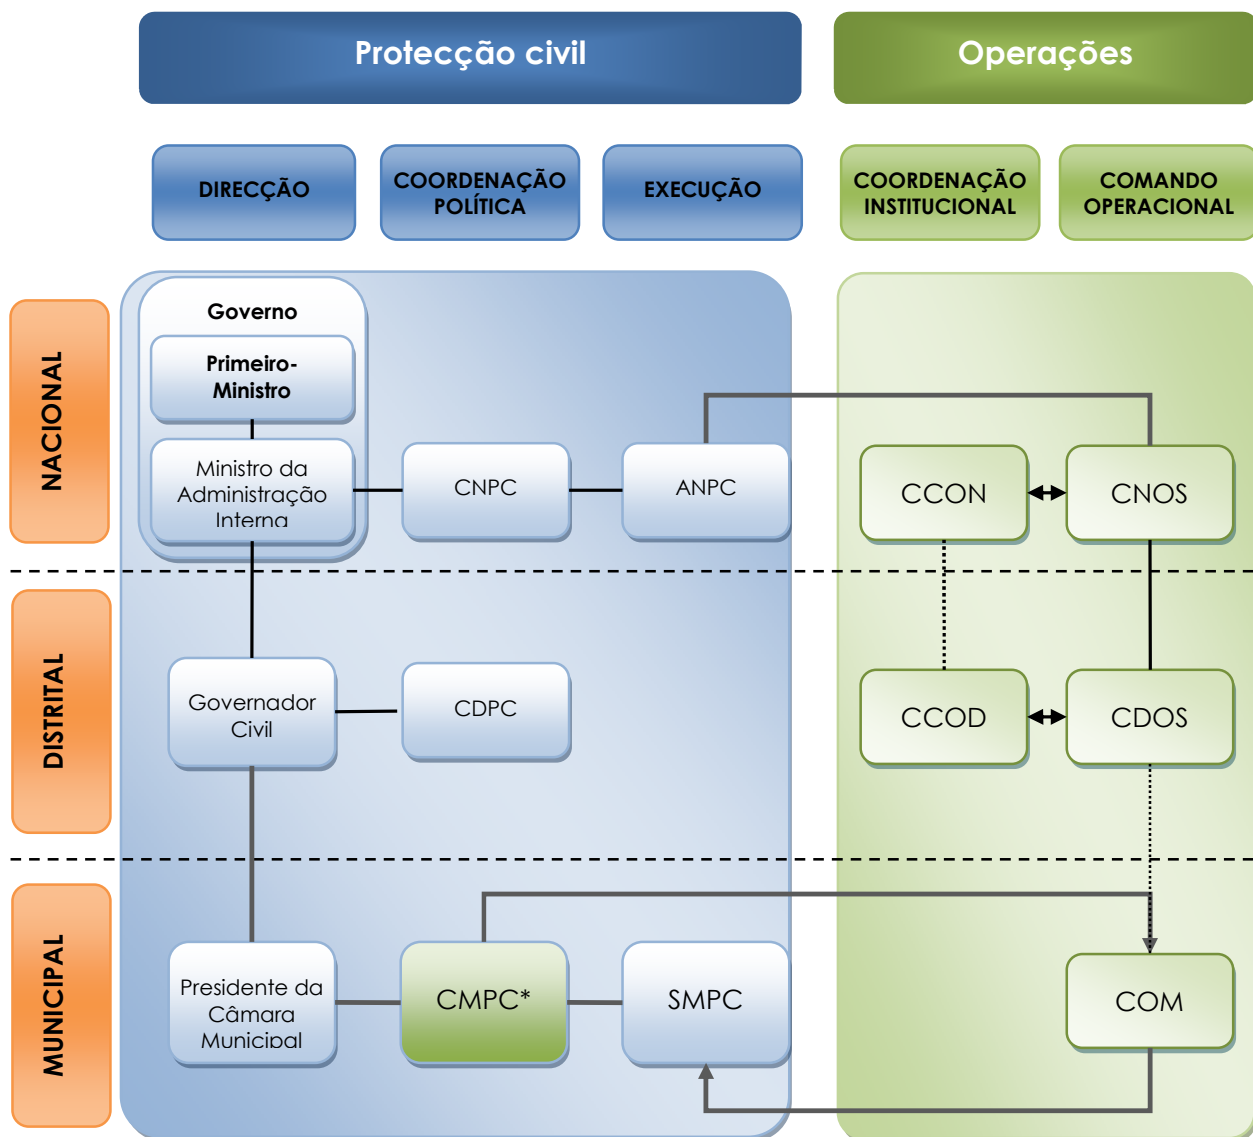 Protecção civil
Operações
DIRECÇÃO
COORDENAÇÃO
POLÍTICA
EXECUÇÃO
COORDENAÇÃO
INSTITUCIONAL
COMANDO
OPERACIONAL
NACIONAL
Governo
Primeiro-
Ministro
Ministro da
Administração
Interna
CNPC
ANPC
CCON
CNOS
DISTRITAL
Governador
Civil
CDPC
CCOD
CDOS
MUNICIPAL
Presidente da
Câmara
Municipal
CMPC*
SMPC
COM